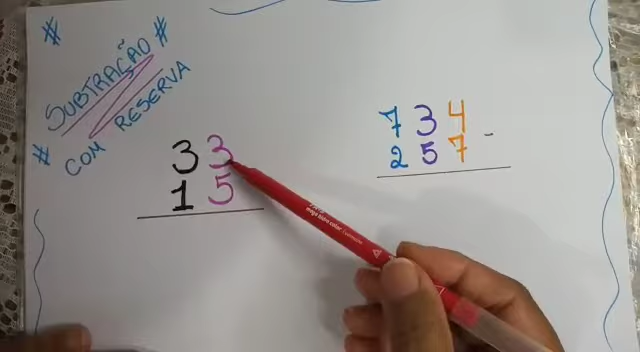 # SUBTRAÇÃO #
# COM RESERVA
33
15
734
257 -